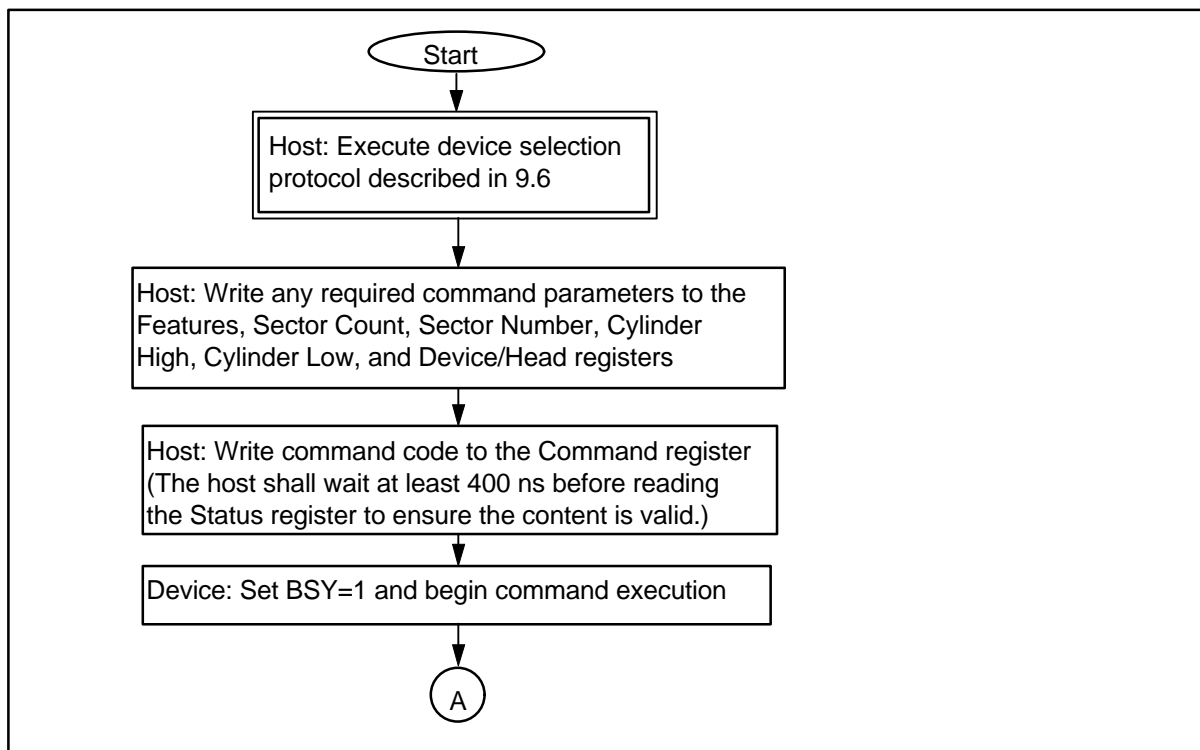 Start
Host: Execute device selection
protocol described in 9.6
Host: Write any required command parameters to the
Features, Sector Count, Sector Number, Cylinder
High, Cylinder Low, and Device/Head registers
Host: Write command code to the Command register
(The host shall wait at least 400 ns before reading
the Status register to ensure the content is valid.)
Device: Set BSY=1 and begin command execution
A